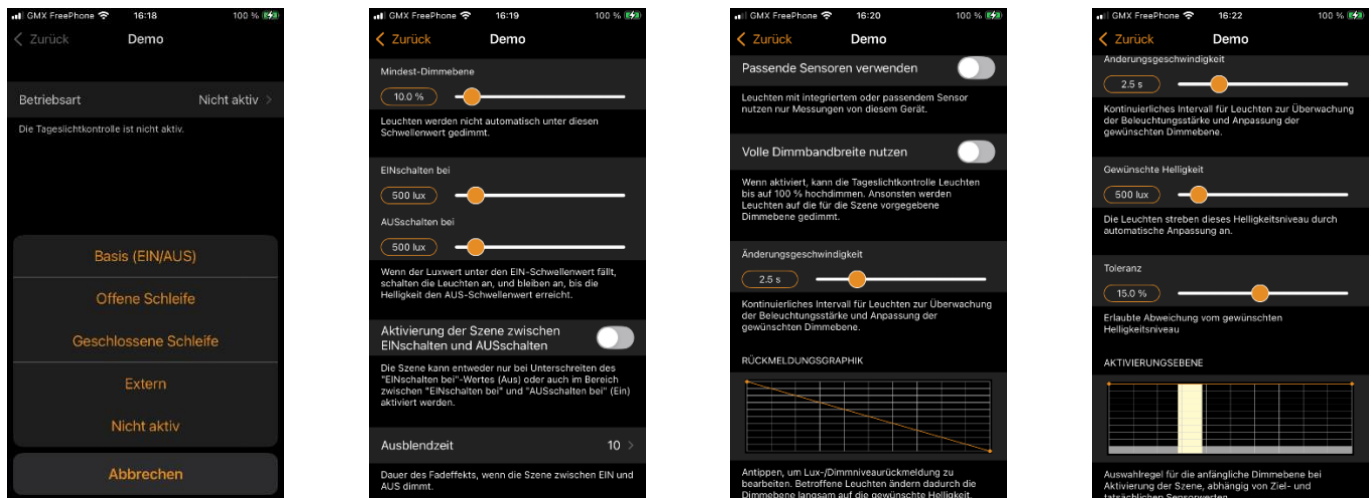 GMX FreePhone 16:18 100 %
Zurück Demo
Betriebsart Nicht aktiv
Die Tageslichtkontrolle ist nicht aktiv.
Basis (EIN/AUS)
Offene Schleife
Geschlossene Schleife
Extern
Nicht aktiv
Abbrechen
GMX FreePhone 16:19 100 %
Zurück Demo
Mindest-Dimmebene
10.0 %
Leuchten werden nicht automatisch unter diesen
Schwellenwert gedimmt.
EINschalten bei
500 lux
AUSschalten bei
500 lux
Wenn der Luxwert unter den EIN-Schwellenwert fällt,
schalten die Leuchten an, und bleiben an, bis die
Helligkeit den AUS-Schwellenwert erreicht.
Aktivierung der Szene zwischen
EINschalten und AUSschalten
Die Szene kann entweder nur bei Unterschreiten des
"EINschalten bei"-Wertes (Aus) oder auch im Bereich
zwischen "EINschalten bei" und "AUSschalten bei" (Ein)
aktiviert werden.
Ausblendzeit 10
Dauer des Fadeffekts, wenn die Szene zwischen EIN und
AUS dimmt.
GMX FreePhone 16:20 100 %
Zurück Demo
Passende Sensoren verwenden
Leuchten mit integriertem oder passendem Sensor
nutzen nur Messungen von diesem Gerät.
Volle Dimmbandbreite nutzen
Wenn aktiviert, kann die Tageslichtkontrolle Leuchten
bis auf 100 % hochdimmen. Ansonsten werden
Leuchten auf die für die Szene vorgegebene
Dimmebene gedimmt.
Änderungsgeschwindigkeit
2.5 s
Kontinuierliches Intervall für Leuchten zur Überwachung
der Beleuchtungsstärke und Anpassung der
gewünschten Dimmebene.
RÜCKMELDUNGSGRAPHIK
Antippen, um Lux-/Dimmniveaurückmeldung zu
bearbeiten. Betroffene Leuchten ändern dadurch die
Dimmebene langsam auf die gewünschte Helligkeit.
GMX FreePhone 16:22 100 %
Zurück Demo
Änderungsgeschwindigkeit
2.5 s
Kontinuierliches Intervall für Leuchten zur Überwachung
der Beleuchtungsstärke und Anpassung der
gewünschten Dimmebene.
Gewünschte Helligkeit
500 lux
Die Leuchten streben dieses Helligkeitsniveau durch
automatische Anpassung an.
Toleranz
15.0 %
Erlaubte Abweichung vom gewünschten
Helligkeitsniveau
AKTIVIERUNGSEBENE
Auswahlregel für die anfängliche Dimmebene bei
Aktivierung der Szene, abhängig von Ziel- und
tatsächlichen Sensorwerten